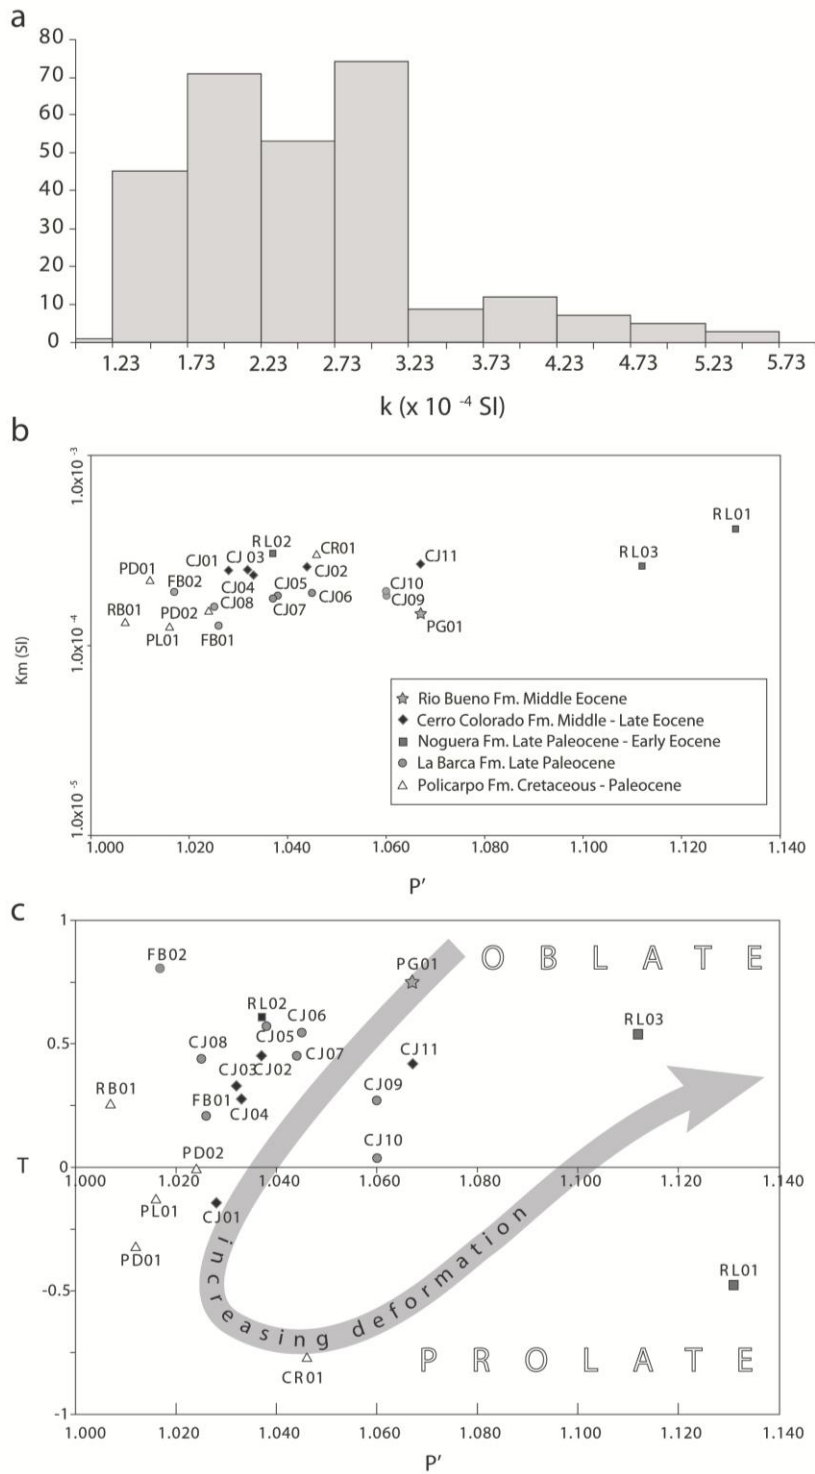 a
80
70
60
50
40
30
20
10
0
1.23 1.73 2.23 2.73 3.23 3.73 4.23 4.73 5.23 5.73
k (x 10 -4 SI)
b
1.0x10 -3
1.0x10 -4
1.0x10 -5
Km (SI)
RL01
RL03
RL02
CR01
CJ01
CJ 03
CJ11
CJ02
PD01
FB02
CJ04
CJ05
CJ10
CJ06
CJ09
CJ08
CJ07
RB01
PD02
PG01
PL01
FB01
Rio Bueno Fm. Middle Eocene
Cerro Colorado Fm. Middle - Late Eocene
Noguera Fm. Late Paleocene - Early Eocene
La Barca Fm. Late Paleocene
Policarpo Fm. Cretaceous - Paleocene
1.000 1.020 1.040 1.060 1.080 1.100 1.120 1.140
P'
c
1
0.5
0
-0.5
-1
T
FB02
PG01
OBLATE
RL02
CJ06
RL03
CJ08
CJ05
CJ07
CJ11
CJ03
CJ02
CJ09
RB01
FB01
CJ04
CJ10
PD02
1.000 1.020 1.040 1.060 1.080 1.100 1.120 1.140
PL01
CJ01
PD01
increasing deformation
RL01
PROLATE
CR01
1.000 1.020 1.040 1.060 1.080 1.100 1.120 1.140
P'